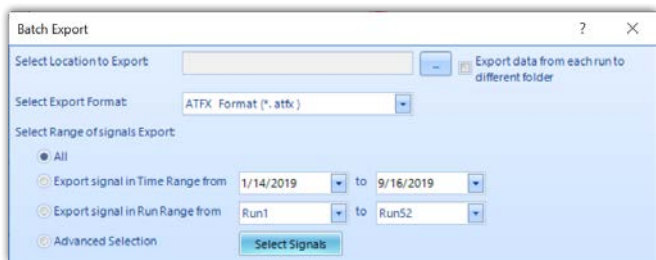 Batch Export ? ×
Select Location to Export: ... Export data from each run to
different folder
Select Export Format: ATFX Format (*.atfx )
Select Range of signals Export:
All
Export signal in Time Range from 1/14/2019 to 9/16/2019
Export signal in Run Range from Run1 to Run52
Advanced Selection Select Signals